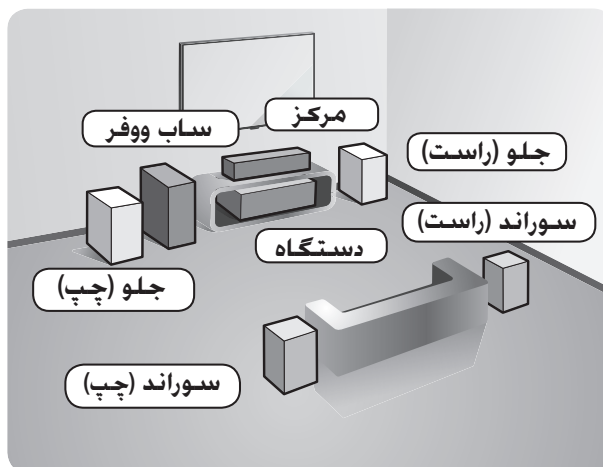 مرکز
ساب ووفر
جلو (راست)
سوراند (راست)
دستگاه
جلو (چپ)
سوراند (چپ)